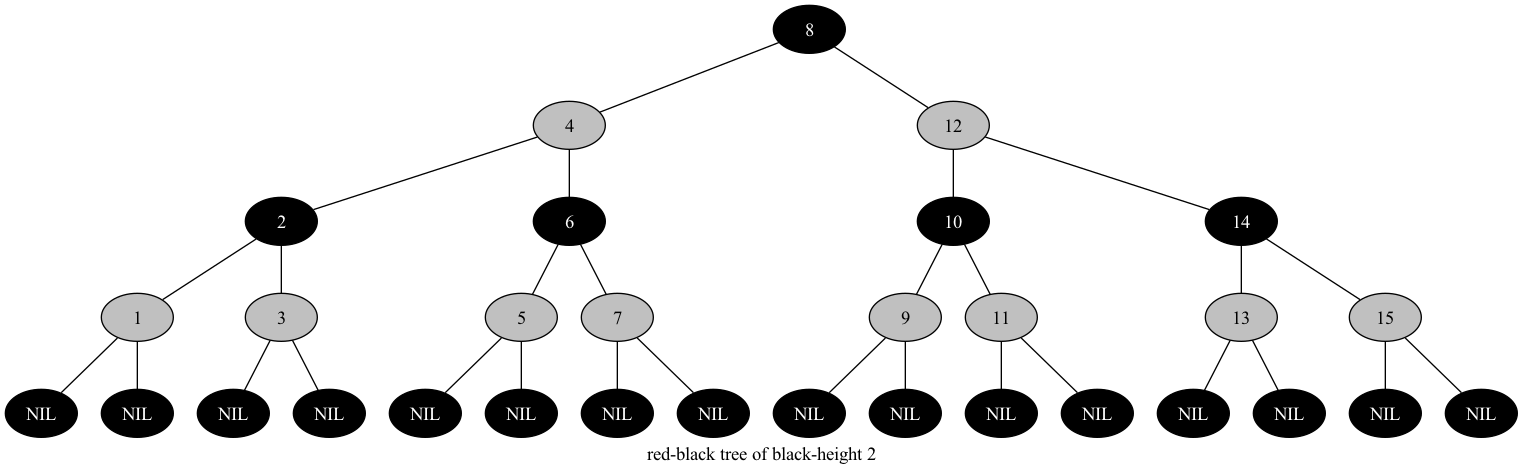 8
4 12
2 6 10 14
1 3 5 7 9 11 13 15
NIL NIL NIL NIL NIL NIL NIL NIL NIL NIL NIL NIL NIL NIL NIL NIL
red-black tree of black-height 2